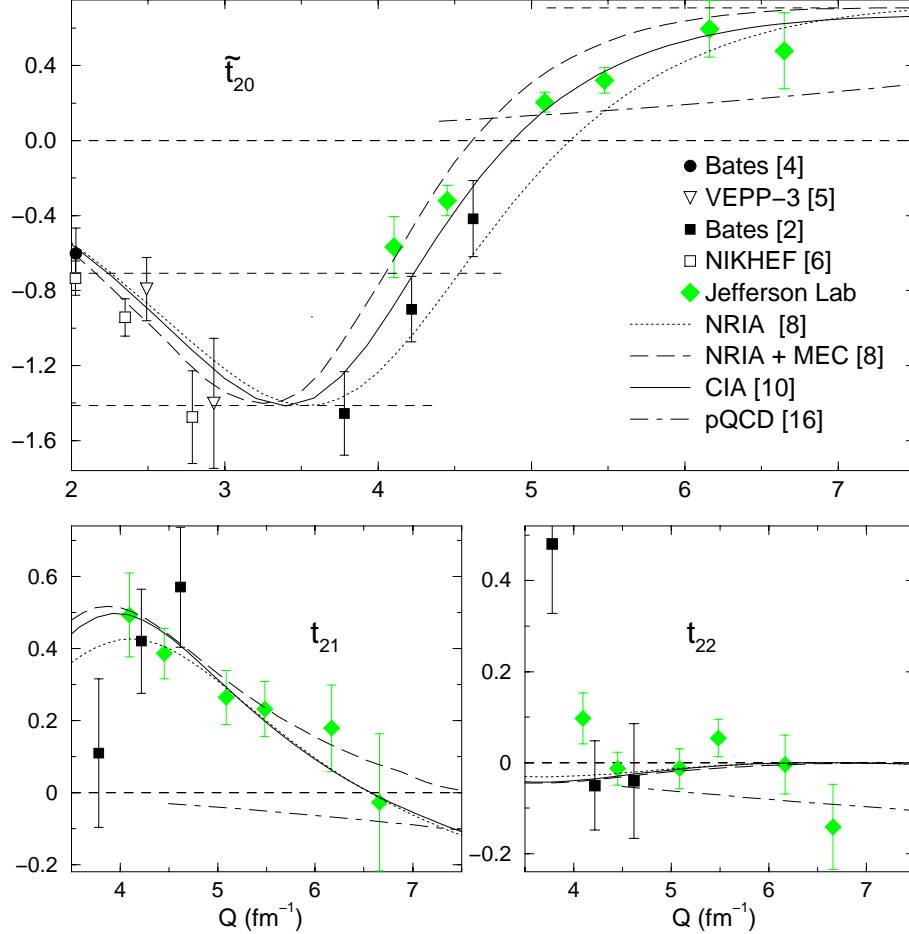 t̃20
0.4
0.0
−0.4
−0.8
−1.2
−1.6
Bates [4]
VEPP−3 [5]
Bates [2]
NIKHEF [6]
Jefferson Lab
NRIA [8]
NRIA + MEC [8]
CIA [10]
pQCD [16]
2 3 4 5 6 7
t21
0.6
0.4
0.2
0
−0.2
4 5 6 7
Q (fm−1)
t22
0.4
0.2
0.0
−0.2
4 5 6 7
Q (fm−1)